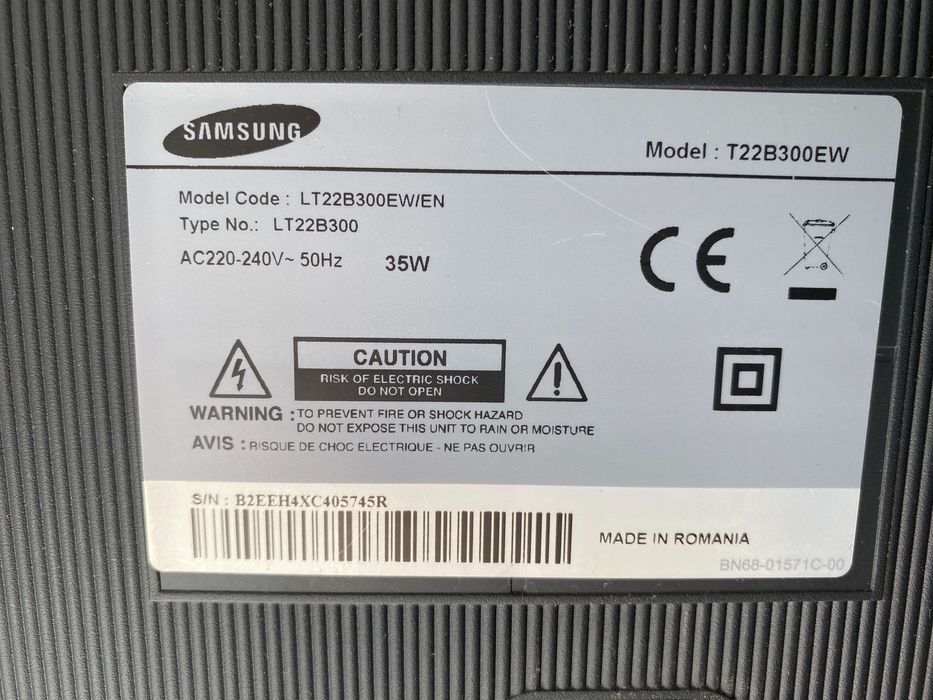 SAMSUNG
Model : T22B300EW
Model Code : LT22B300EW/EN
Type No.: LT22B300
AC220-240V~ 50Hz 35W
CE
CAUTION
RISK OF ELECTRIC SHOCK
DO NOT OPEN
WARNING : TO PREVENT FIRE OR SHOCK HAZARD
DO NOT EXPOSE THIS UNIT TO RAIN OR MOISTURE
AVIS : RISQUE DE CHOC ELECTRIQUE - NE PAS OUVRIR
S/N : B2EEH4XC405745R
MADE IN ROMANIA
BN68-01571C-00